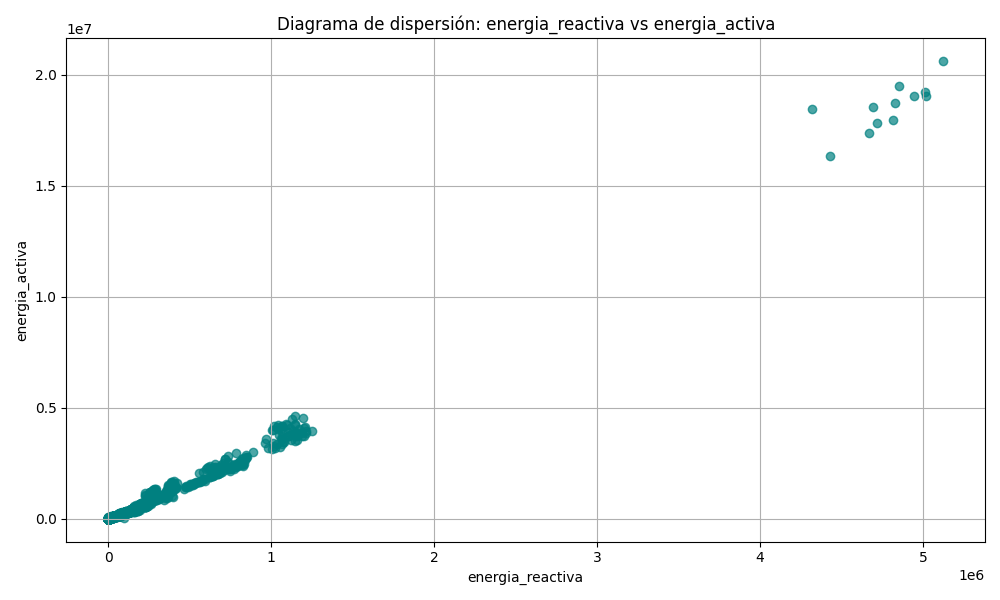 Diagrama de dispersión: energia_reactiva vs energia_activa
1e7
2.0
1.5
1.0
0.5
0.0
energia_activa
0 1 2 3 4 5
1e6
energia_reactiva